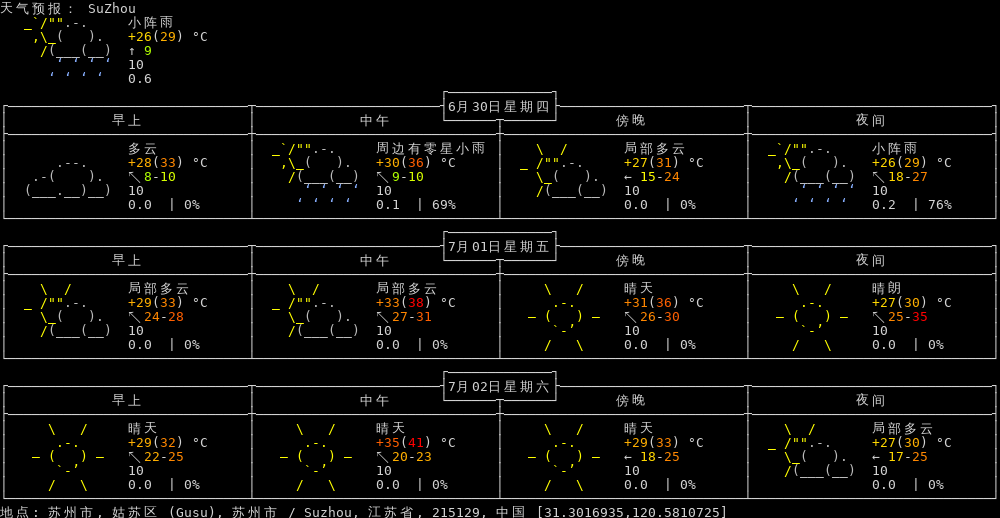 天气预报： SuZhou
小阵雨
+26(29) °C
↑ 9
10
0.6
6月30日星期四
早上 中午 傍晚 夜间
多云 周边有零星小雨 局部多云 小阵雨
+28(33) °C +30(36) °C +27(31) °C +26(29) °C
↖ 8-10 ↖ 9-10 ← 15-24 ↖ 18-27
10 10 10 10
0.0 | 0% 0.1 | 69% 0.0 | 0% 0.2 | 76%
7月01日星期五
早上 中午 傍晚 夜间
局部多云 局部多云 晴天 晴朗
+29(33) °C +33(38) °C +31(36) °C +27(30) °C
↖ 24-28 ↖ 27-31 ↖ 26-30 ↖ 25-35
10 10 10 10
0.0 | 0% 0.0 | 0% 0.0 | 0% 0.0 | 0%
7月02日星期六
早上 中午 傍晚 夜间
晴天 晴天 晴天 局部多云
+29(32) °C +35(41) °C +29(33) °C +27(30) °C
↖ 22-25 ↖ 20-23 ← 18-25 ← 17-25
10 10 10 10
0.0 | 0% 0.0 | 0% 0.0 | 0% 0.0 | 0%
地点: 苏州市, 姑苏区 (Gusu), 苏州市 / Suzhou, 江苏省, 215129, 中国 [31.3016935,120.5810725]